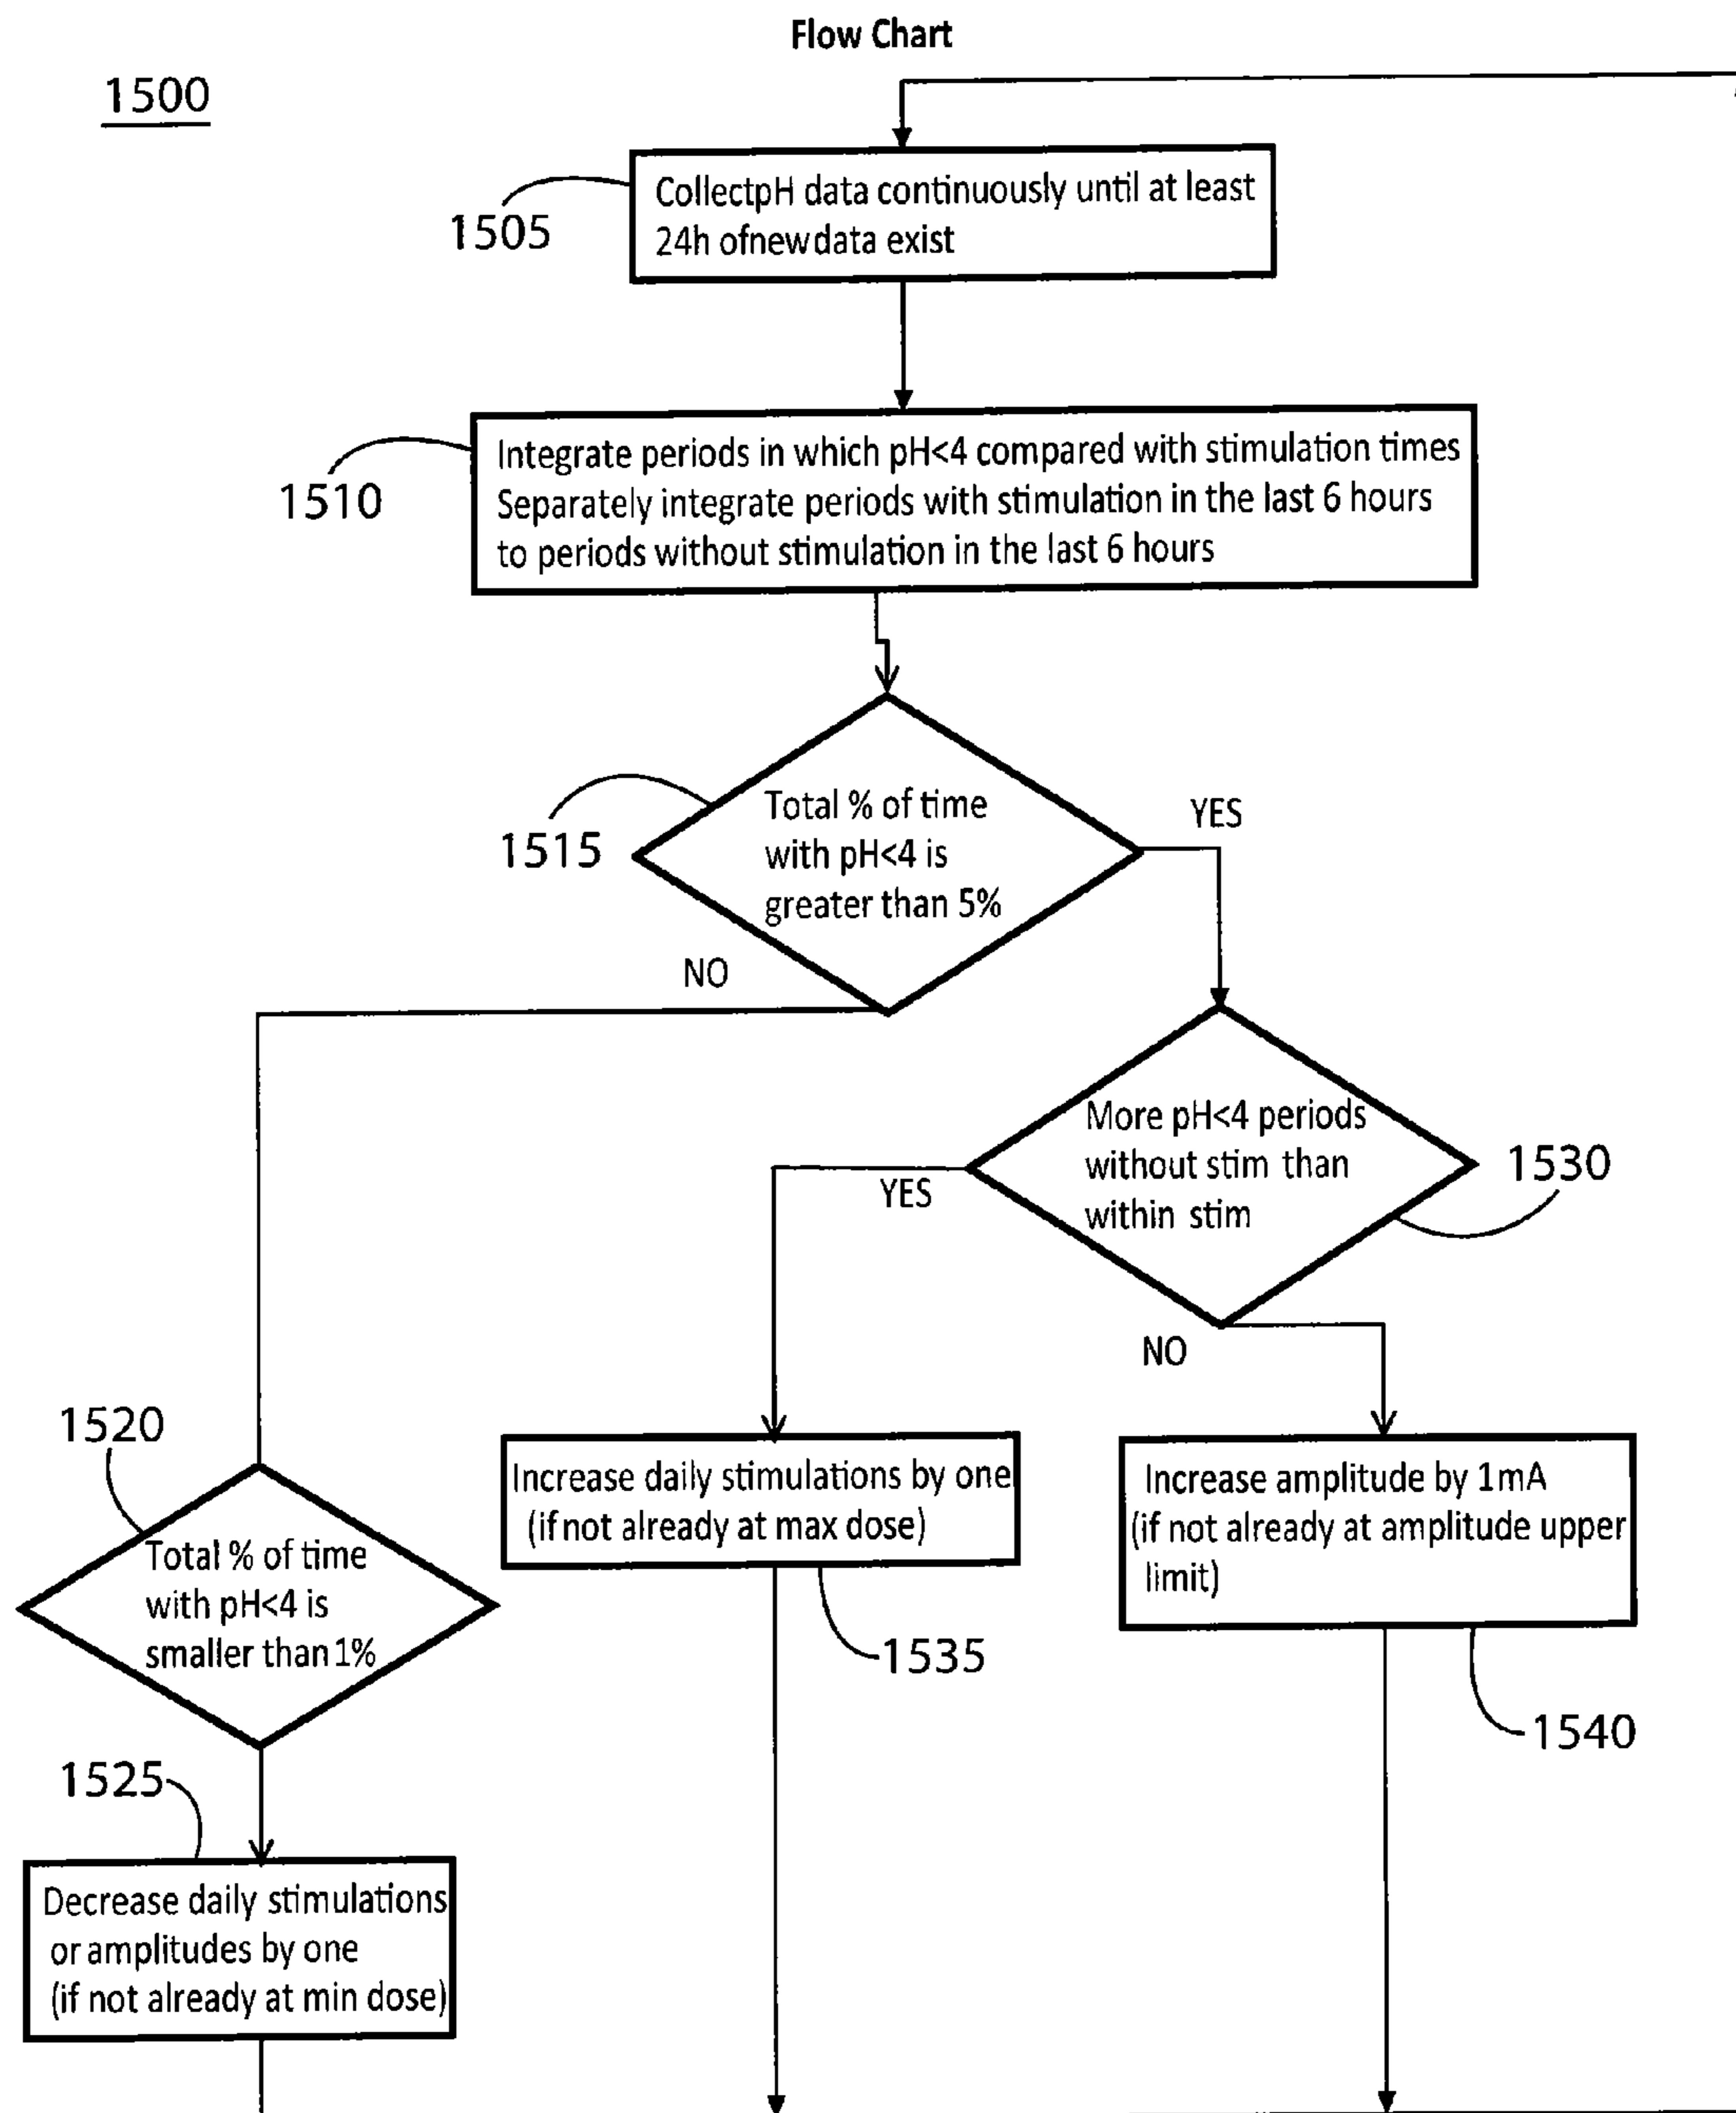 Flow Chart
1500
CollectpH data continuously until at least
24h ofnewdata exist
1505
Integrate periods in which pH<4 compared with stimulation times
Separately integrate periods with stimulation in the last 6 hours
to periods without stimulation in the last 6 hours
1510
Total % of time
with pH<4 is
greater than 5%
1515
YES
NO
More pH<4 periods
without stim than
within stim
1530
YES
NO
1520
Total % of time
with pH<4 is
smaller than 1%
Increase daily stimulations by one
(if not already at max dose)
1535
Increase amplitude by 1mA
(if not already at amplitude upper
limit)
1540
1525
Decrease daily stimulations
or amplitudes by one
(if not already at min dose)